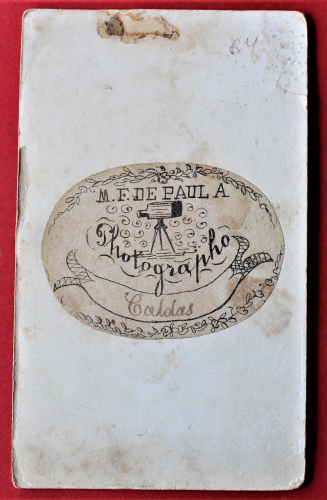 64
M. F. DE PAULA
Photographo
Caldas